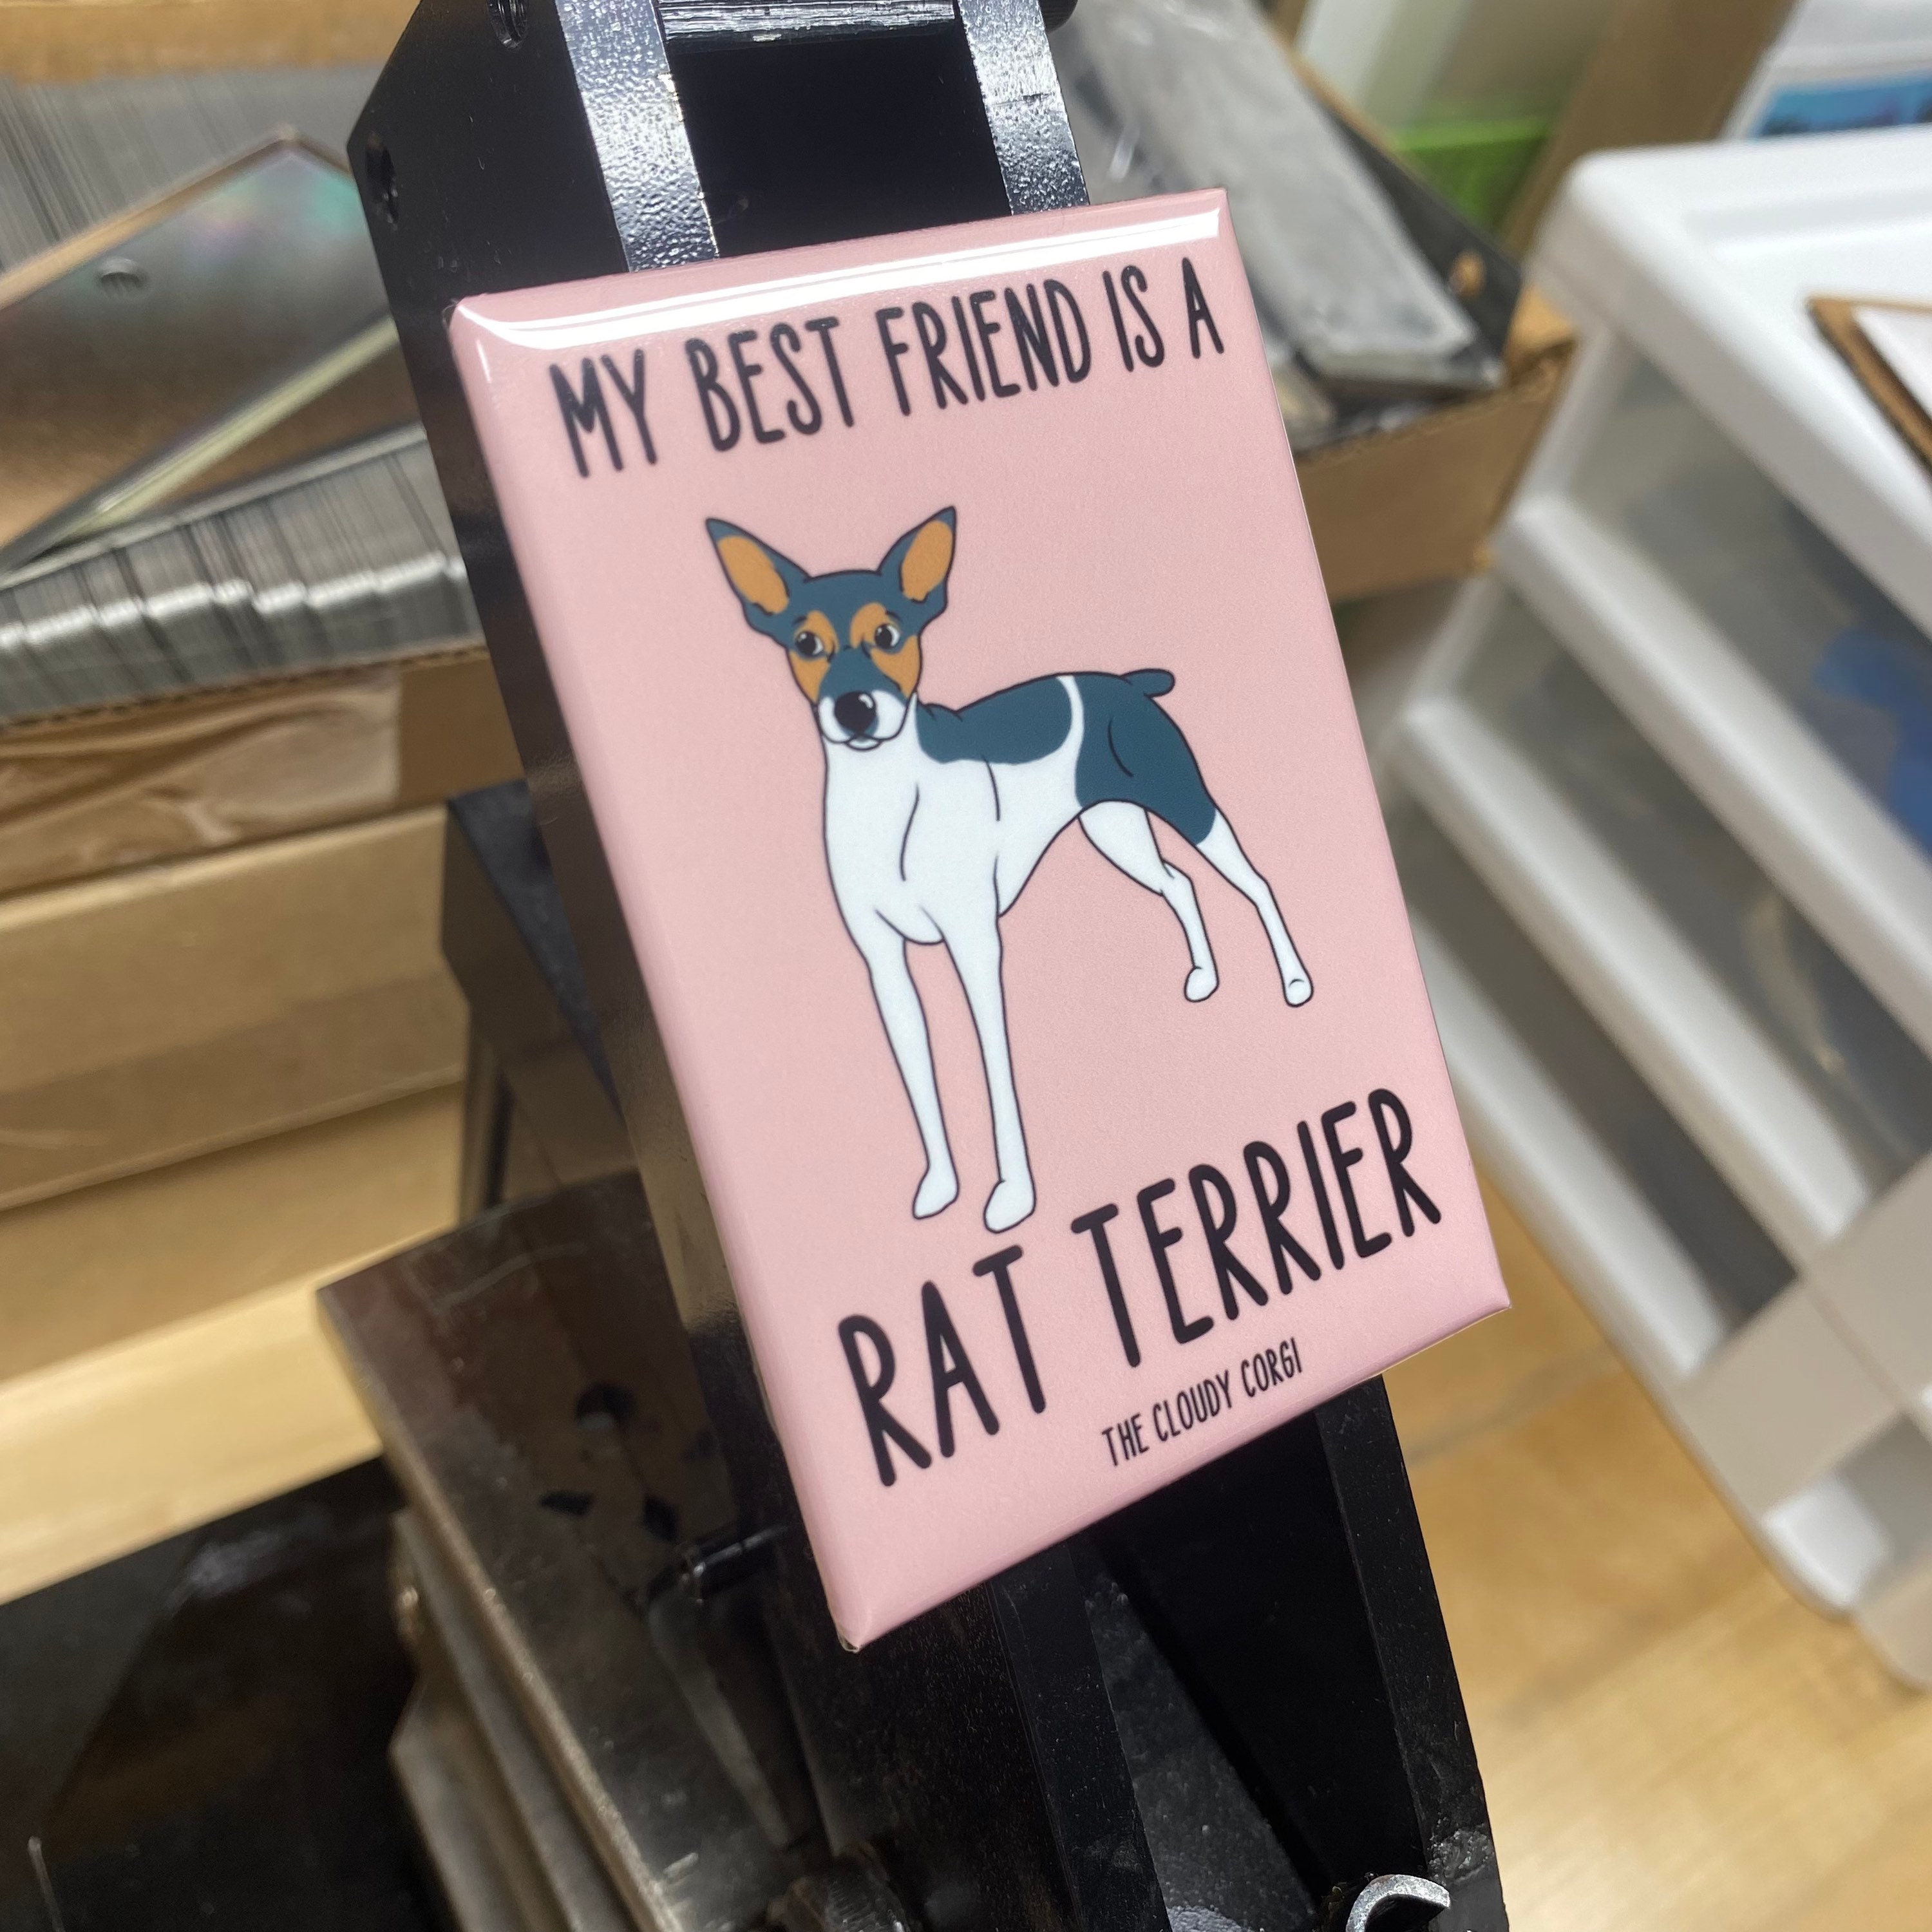 MY BEST FRIEND IS A
RAT TERRIER
THE CLOUDY CORGI